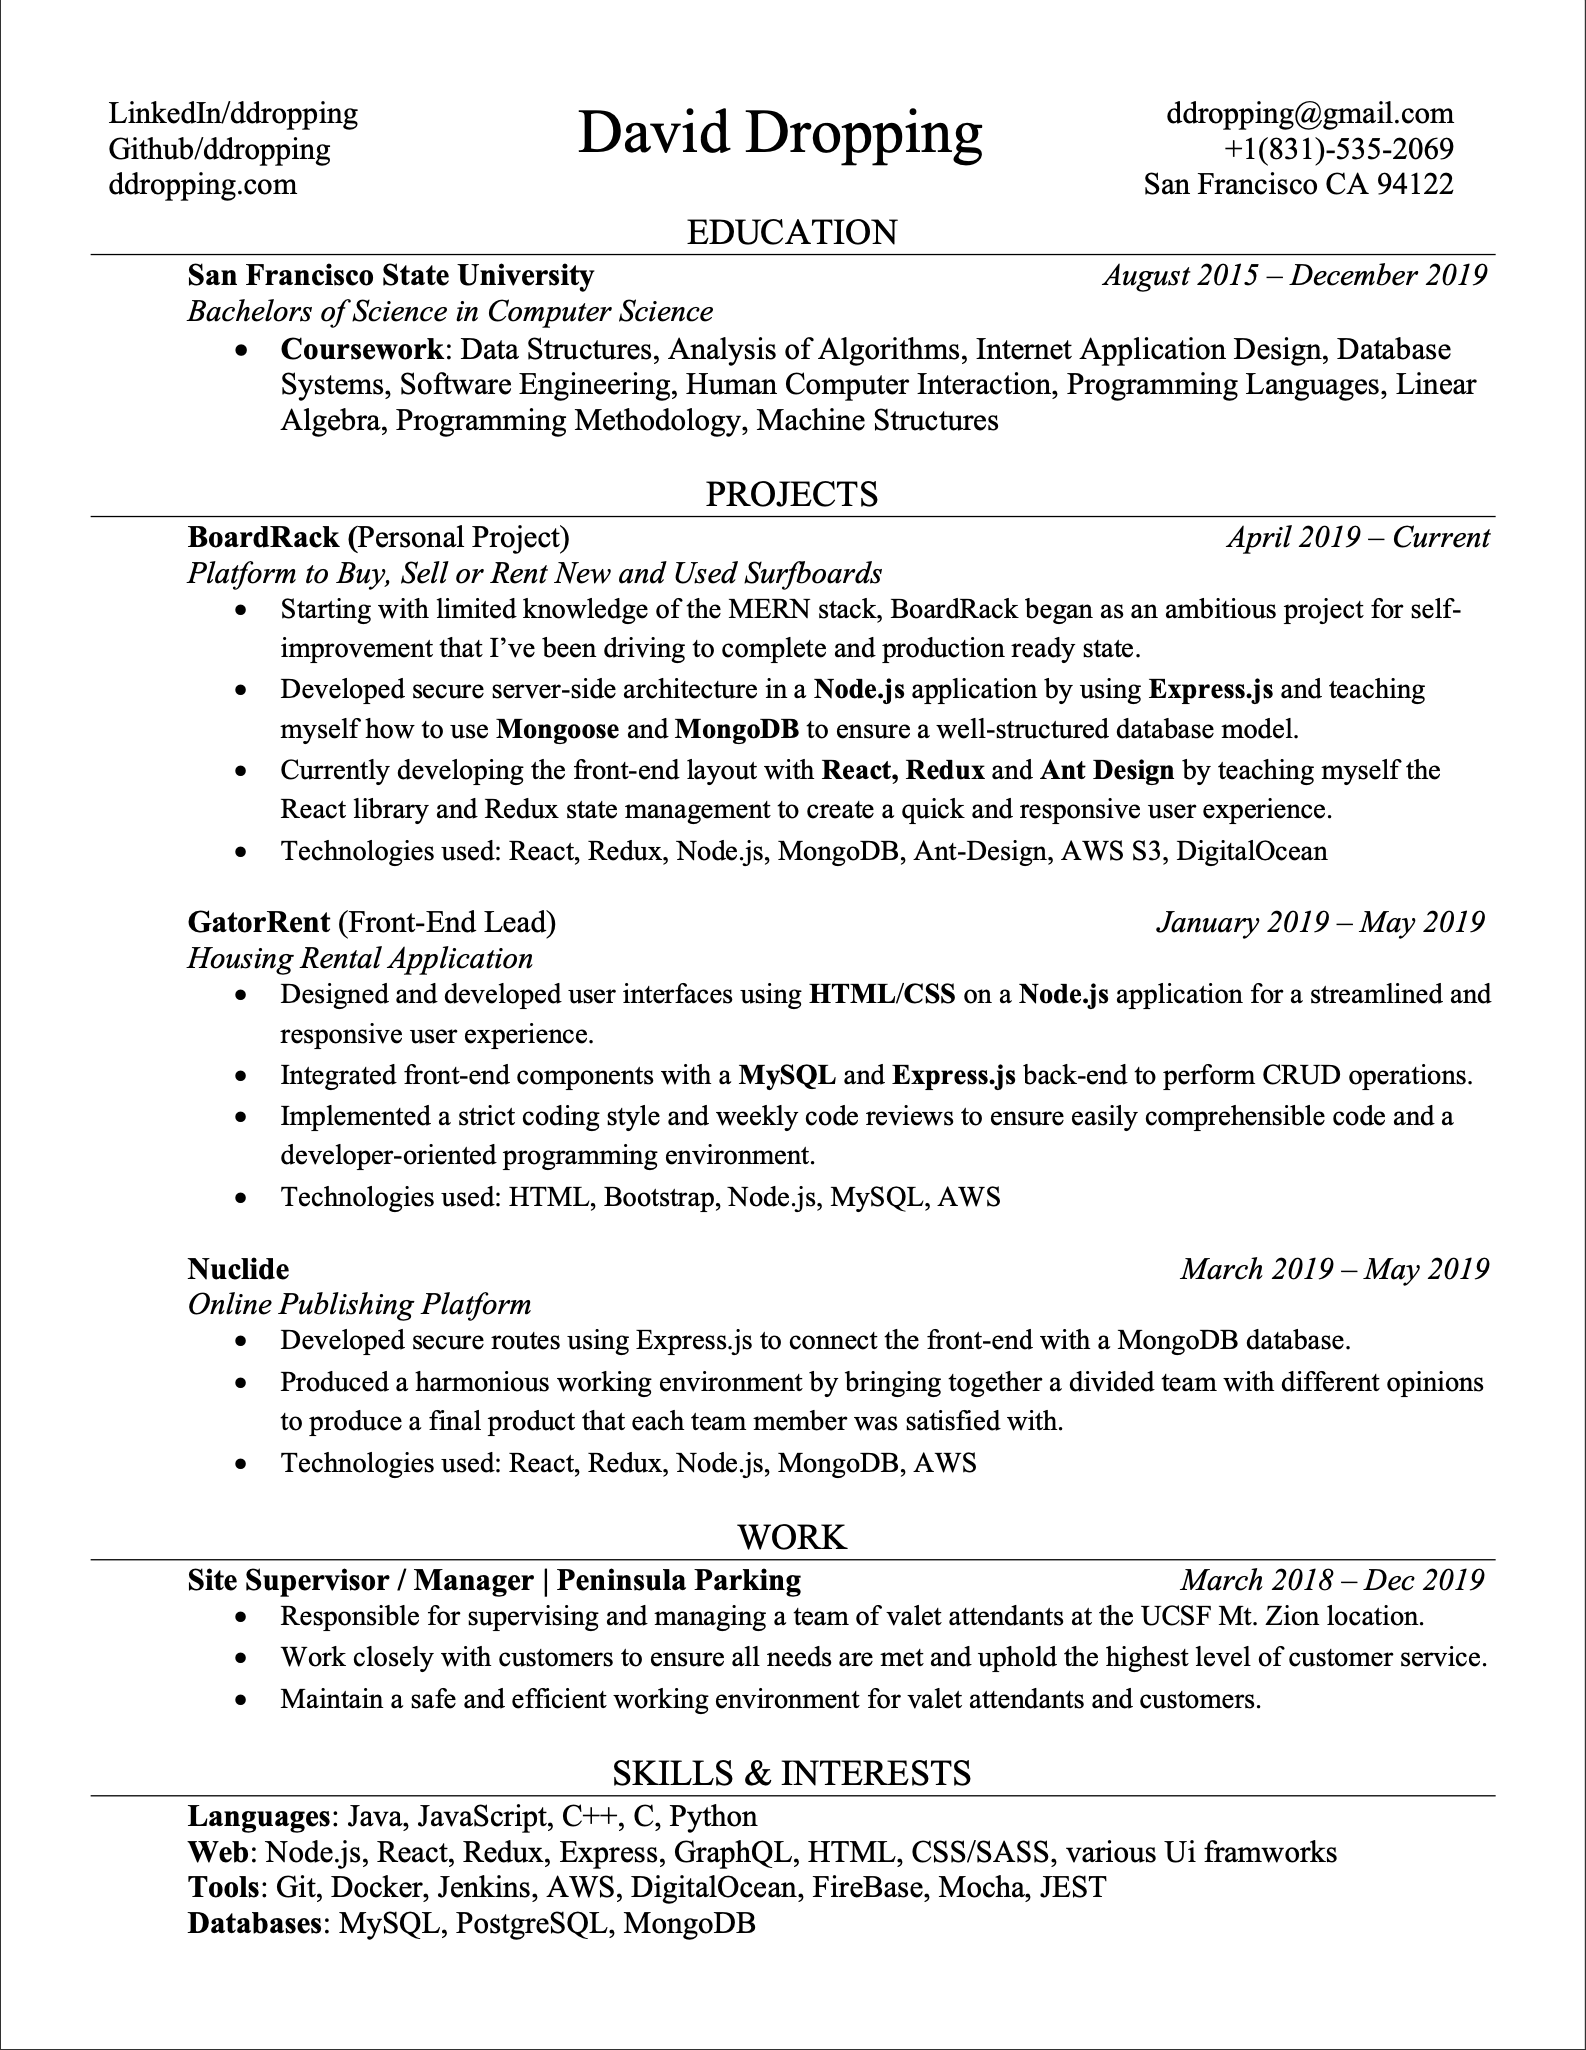 LinkedIn/ddropping
Github/ddropping
ddropping.com
David Dropping
ddropping@gmail.com
+1(831)-535-2069
San Francisco CA 94122
EDUCATION
San Francisco State University August 2015 – December 2019
Bachelors of Science in Computer Science
• Coursework: Data Structures, Analysis of Algorithms, Internet Application Design, Database
Systems, Software Engineering, Human Computer Interaction, Programming Languages, Linear
Algebra, Programming Methodology, Machine Structures
PROJECTS
BoardRack (Personal Project) April 2019 – Current
Platform to Buy, Sell or Rent New and Used Surfboards
• Starting with limited knowledge of the MERN stack, BoardRack began as an ambitious project for self-
improvement that I’ve been driving to complete and production ready state.
• Developed secure server-side architecture in a Node.js application by using Express.js and teaching
myself how to use Mongoose and MongoDB to ensure a well-structured database model.
• Currently developing the front-end layout with React, Redux and Ant Design by teaching myself the
React library and Redux state management to create a quick and responsive user experience.
• Technologies used: React, Redux, Node.js, MongoDB, Ant-Design, AWS S3, DigitalOcean
GatorRent (Front-End Lead) January 2019 – May 2019
Housing Rental Application
• Designed and developed user interfaces using HTML/CSS on a Node.js application for a streamlined and
responsive user experience.
• Integrated front-end components with a MySQL and Express.js back-end to perform CRUD operations.
• Implemented a strict coding style and weekly code reviews to ensure easily comprehensible code and a
developer-oriented programming environment.
• Technologies used: HTML, Bootstrap, Node.js, MySQL, AWS
Nuclide March 2019 – May 2019
Online Publishing Platform
• Developed secure routes using Express.js to connect the front-end with a MongoDB database.
• Produced a harmonious working environment by bringing together a divided team with different opinions
to produce a final product that each team member was satisfied with.
• Technologies used: React, Redux, Node.js, MongoDB, AWS
WORK
Site Supervisor / Manager | Peninsula Parking March 2018 – Dec 2019
• Responsible for supervising and managing a team of valet attendants at the UCSF Mt. Zion location.
• Work closely with customers to ensure all needs are met and uphold the highest level of customer service.
• Maintain a safe and efficient working environment for valet attendants and customers.
SKILLS & INTERESTS
Languages: Java, JavaScript, C++, C, Python
Web: Node.js, React, Redux, Express, GraphQL, HTML, CSS/SASS, various Ui framworks
Tools: Git, Docker, Jenkins, AWS, DigitalOcean, FireBase, Mocha, JEST
Databases: MySQL, PostgreSQL, MongoDB